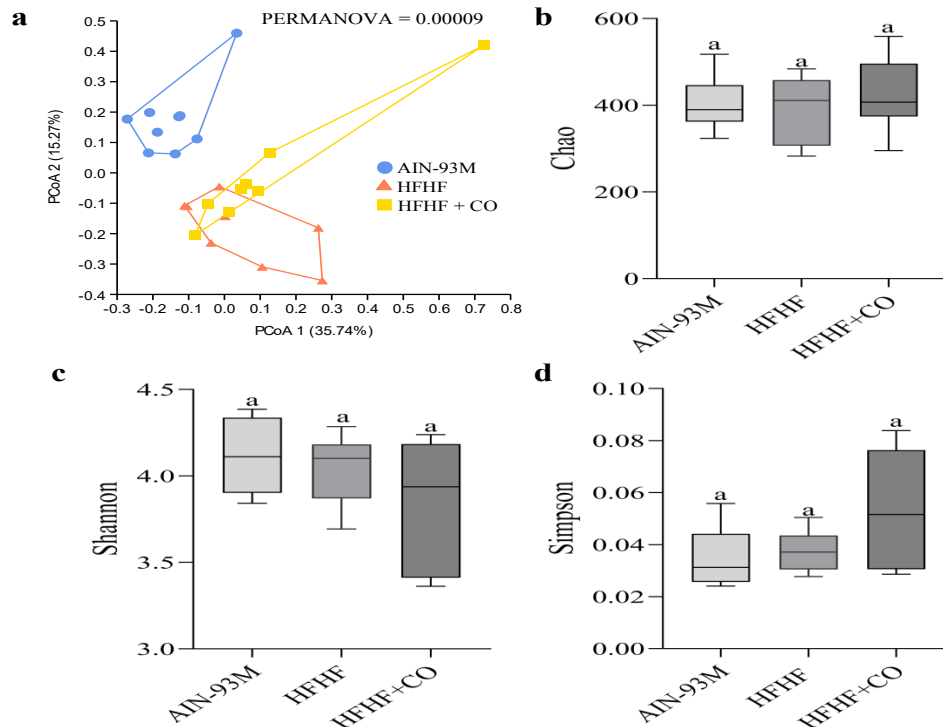 a
PERMANOVA = 0.00009
0.5
0.4
0.3
0.2
0.1
0.0
-0.1
-0.2
-0.3
-0.4
PCoA 2 (15.27%)
-0.3 -0.2 -0.1 0.0 0.1 0.2 0.3 0.4 0.5 0.6 0.7 0.8
PCoA 1 (35.74%)
AIN-93M
HFHF
HFHF + CO
b
600
400
200
0
Chao
a a a
AIN-93M HFHF HFHF+CO
c
4.5
4.0
3.5
3.0
Shannon
a a a
AIN-93M HFHF HFHF+CO
d
0.10
0.08
0.06
0.04
0.02
0.00
Simpson
a a a
AIN-93M HFHF HFHF+CO